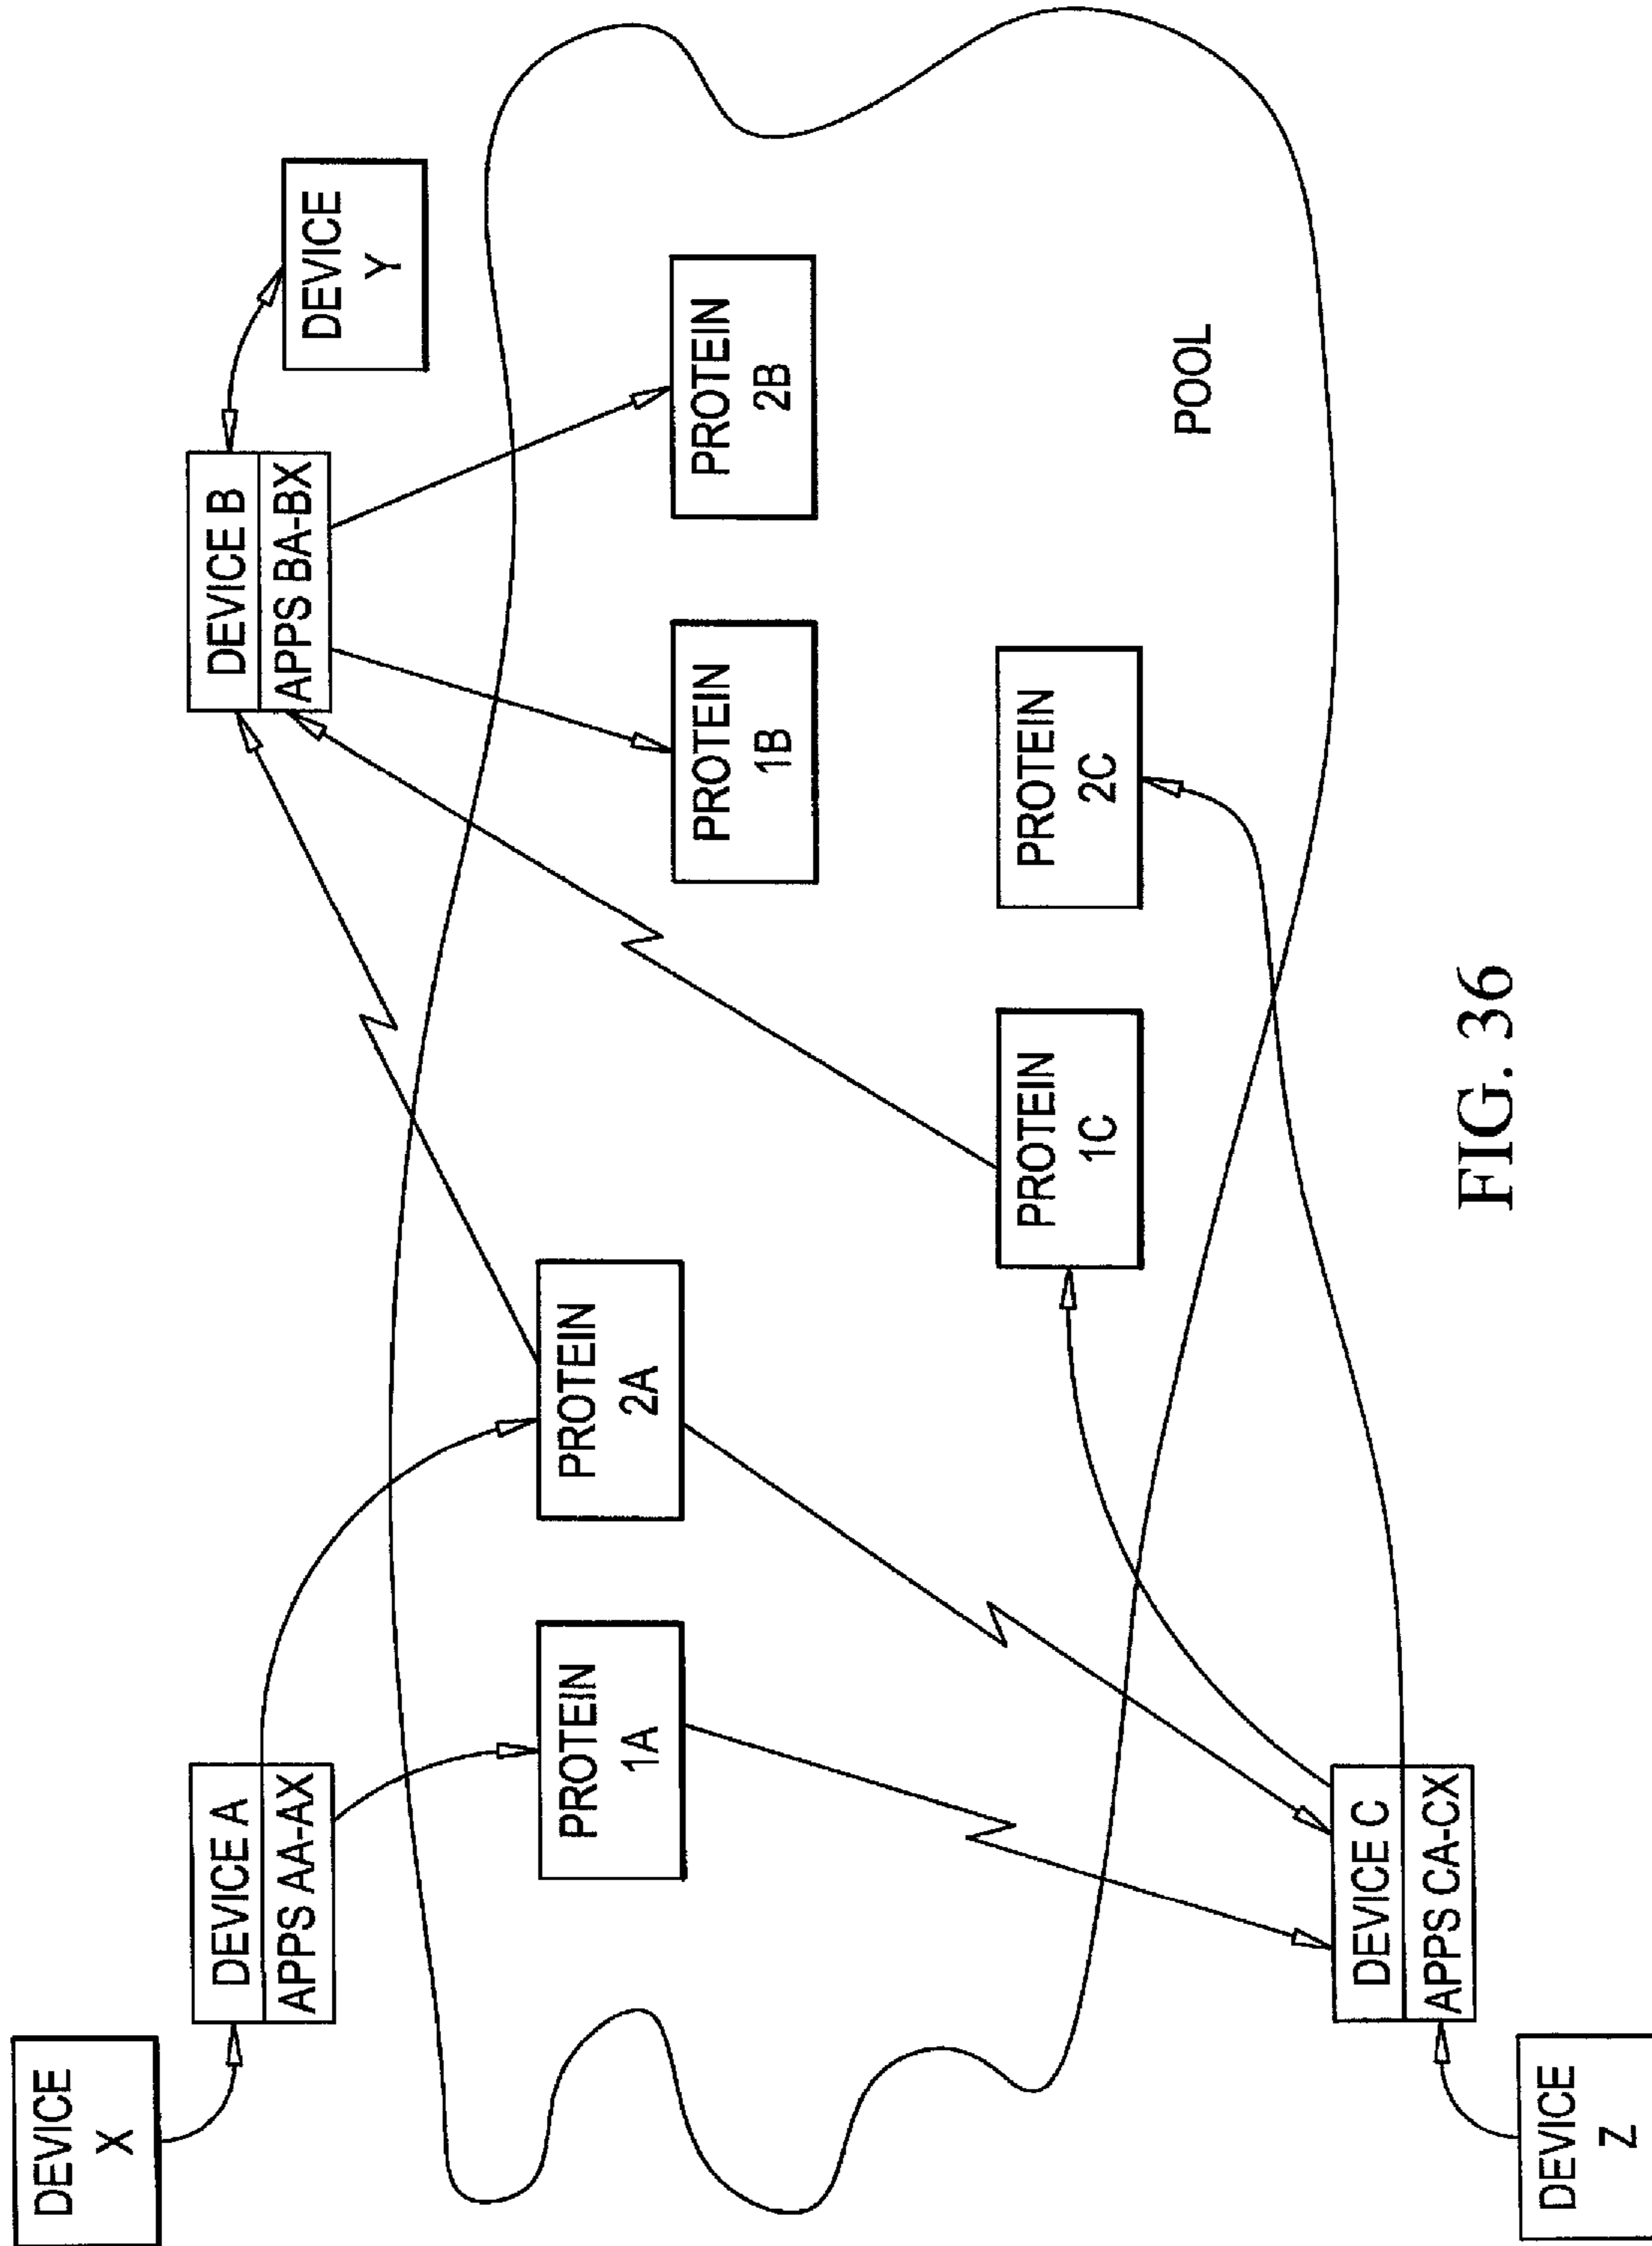 DEVICE
X
DEVICE A
APPS AA-AX
DEVICE B
APPS BA-BX
DEVICE
Y
PROTEIN
1A
PROTEIN
2A
PROTEIN
1B
PROTEIN
2B
PROTEIN
1C
PROTEIN
2C
POOL
DEVICE C
APPS CA-CX
DEVICE
Z
FIG. 36